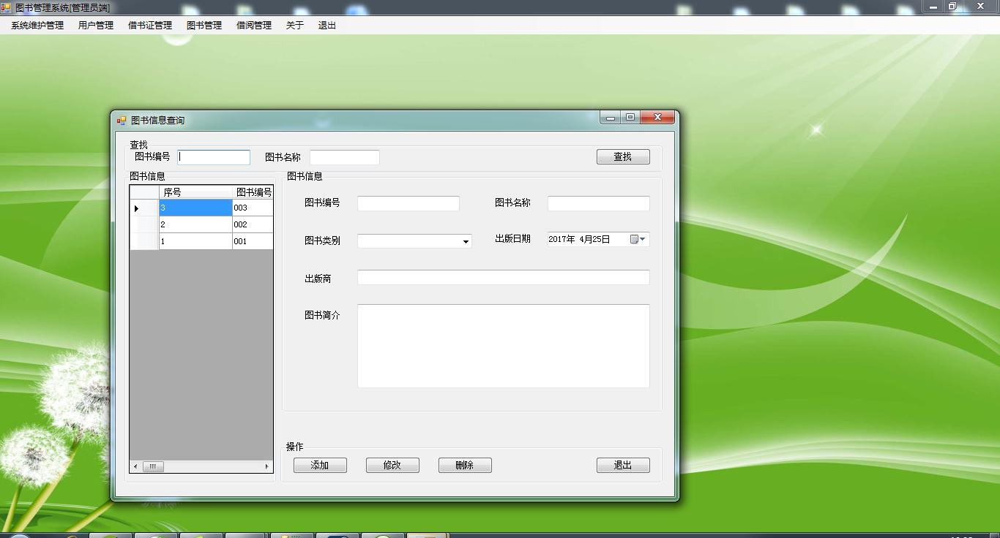 图书管理系统[管理员端]
系统维护管理 用户管理 借书证管理 图书管理 借阅管理 关于 退出
图书信息查询
查找
图书编号 图书名称 查找
图书信息 图书信息
序号 图书编号
3 003
2 002
1 001
图书编号 图书名称
图书类别 出版日期 2017年 4月25日
出版商
图书简介
操作
添加 修改 删除 退出